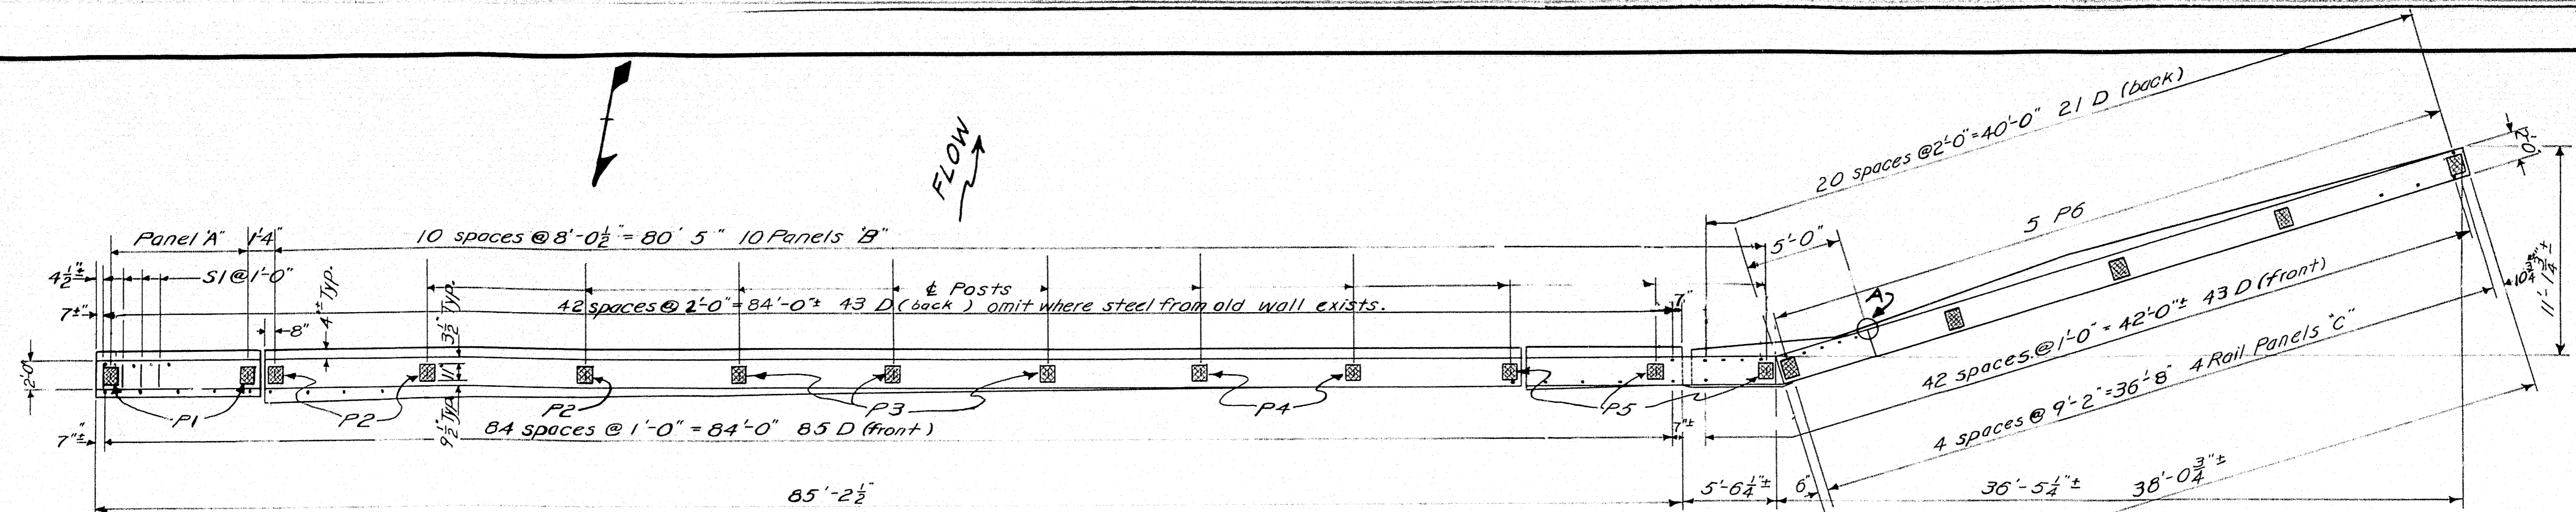 20 spaces @ 2'-0" = 40'-0" 21 D (back)
FLOW
2'-0"
5 P6
5'-0"
Panel "A" 1'-4" 10 spaces @ 8'-0½" = 80' 5" 10 Panels "B"
4½"± S1 @ 1'-0"
4"± Typ.
3½" Typ.
℄ Posts
7"± 42 spaces @ 2'-0" = 84'-0"± 43 D (back) omit where steel from old wall exists. 7"
A
8"
11'-1¼"±
42 spaces @ 1'-0" = 42'-0"± 43 D (front)
2'-0"
11"
4 spaces @ 9'-2" = 36'-8" 4 Rail Panels "C"
P1 P2 P2 P3 P4 P5
9½" Typ.
7"± 84 spaces @ 1'-0" = 84'-0" 85 D (front) 7"±
85'-2½" 5'-6¼"± 6" 36'-5¼"± 38'-0¾"±